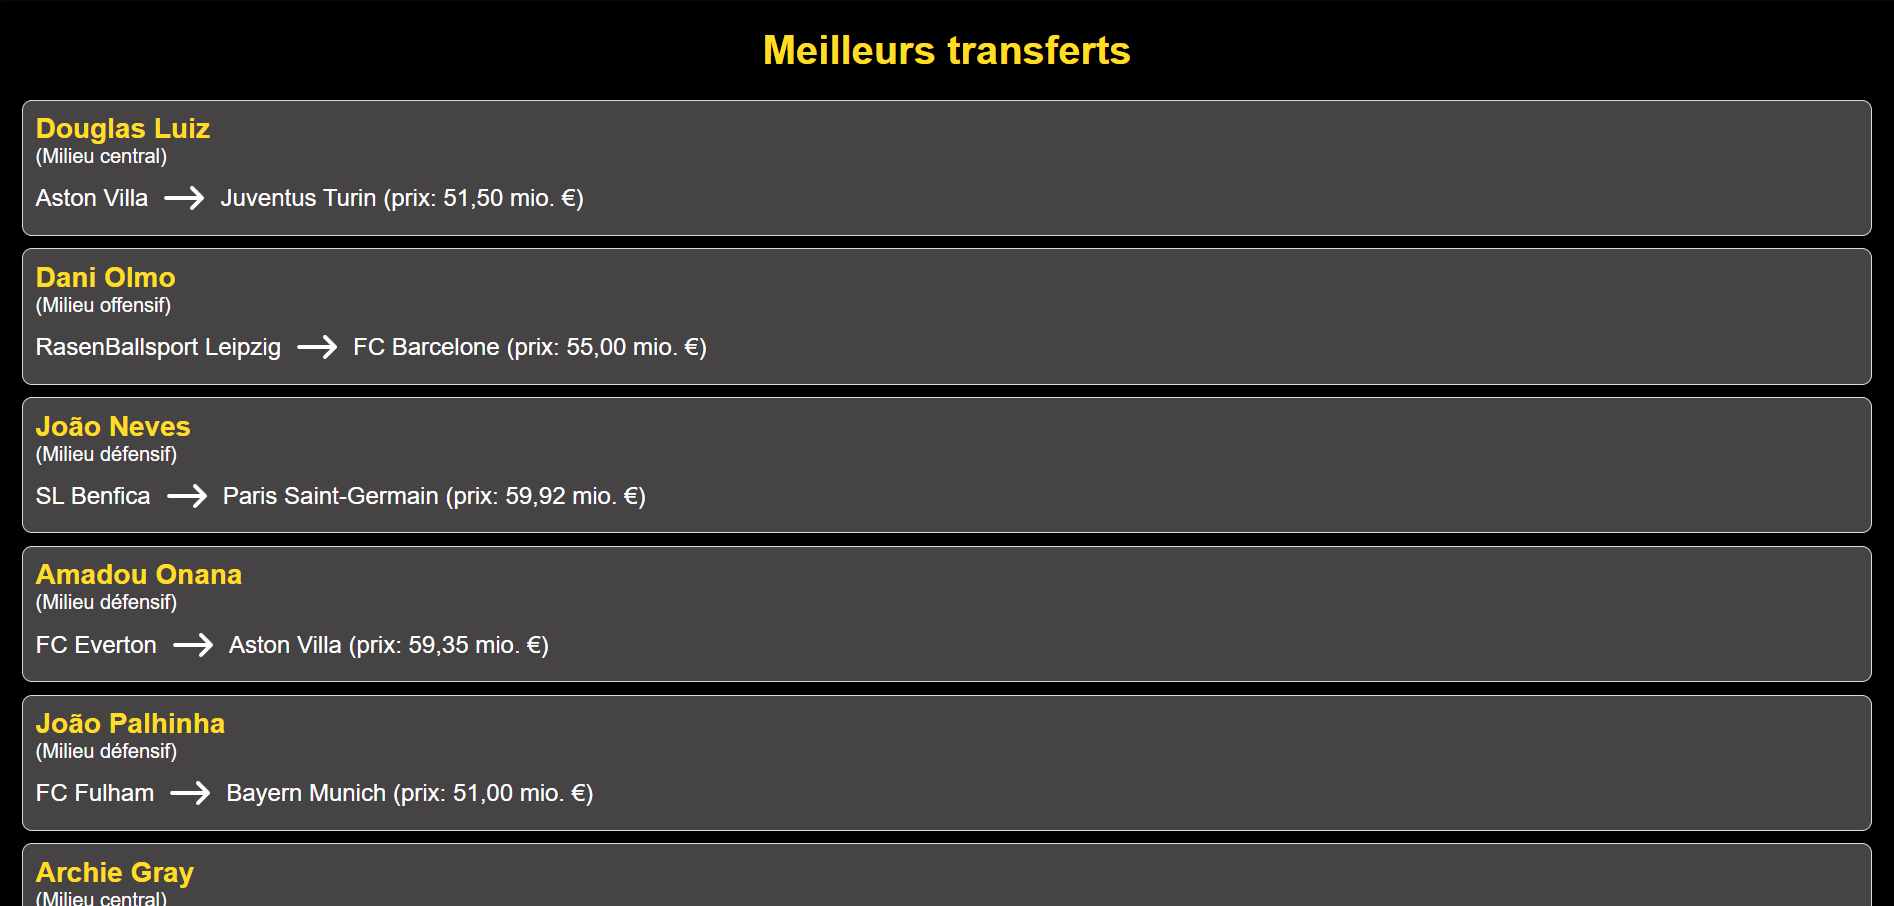 Meilleurs transferts
Douglas Luiz
(Milieu central)
Aston Villa → Juventus Turin (prix: 51,50 mio. €)
Dani Olmo
(Milieu offensif)
RasenBallsport Leipzig → FC Barcelone (prix: 55,00 mio. €)
João Neves
(Milieu défensif)
SL Benfica → Paris Saint-Germain (prix: 59,92 mio. €)
Amadou Onana
(Milieu défensif)
FC Everton → Aston Villa (prix: 59,35 mio. €)
João Palhinha
(Milieu défensif)
FC Fulham → Bayern Munich (prix: 51,00 mio. €)
Archie Gray
(Milieu central)